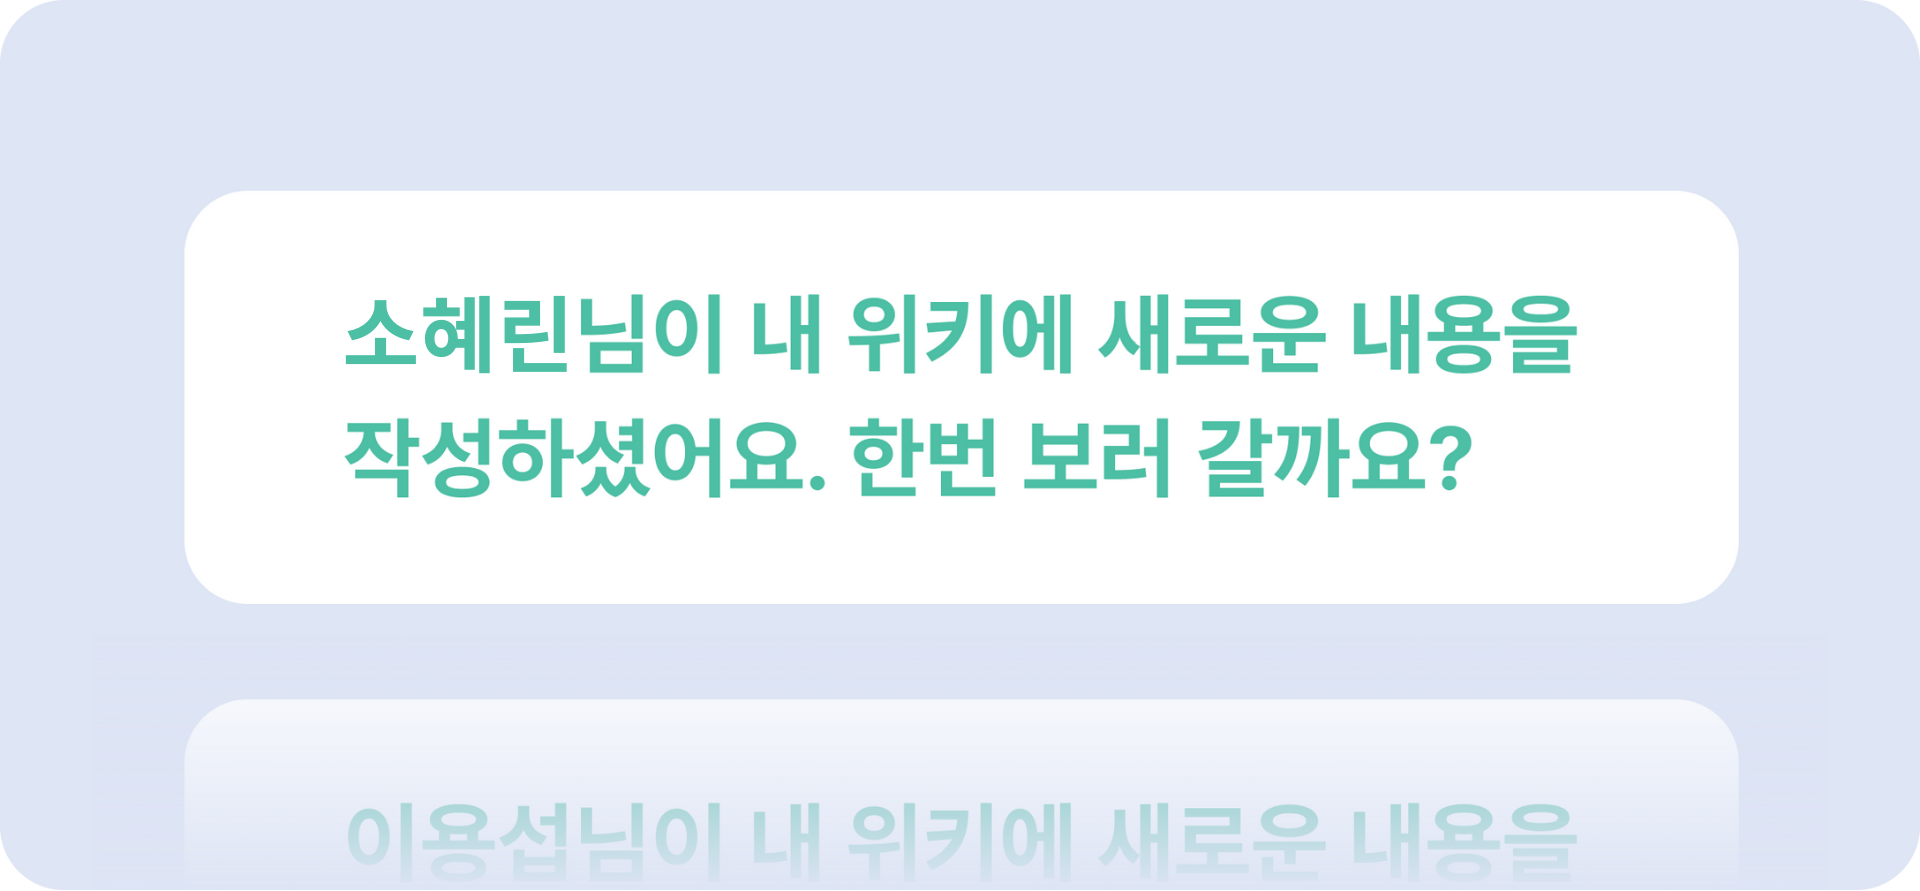 소혜린님이 내 위키에 새로운 내용을
작성하셨어요. 한번 보러 갈까요?
이용섭님이 내 위키에 새로운 내용을